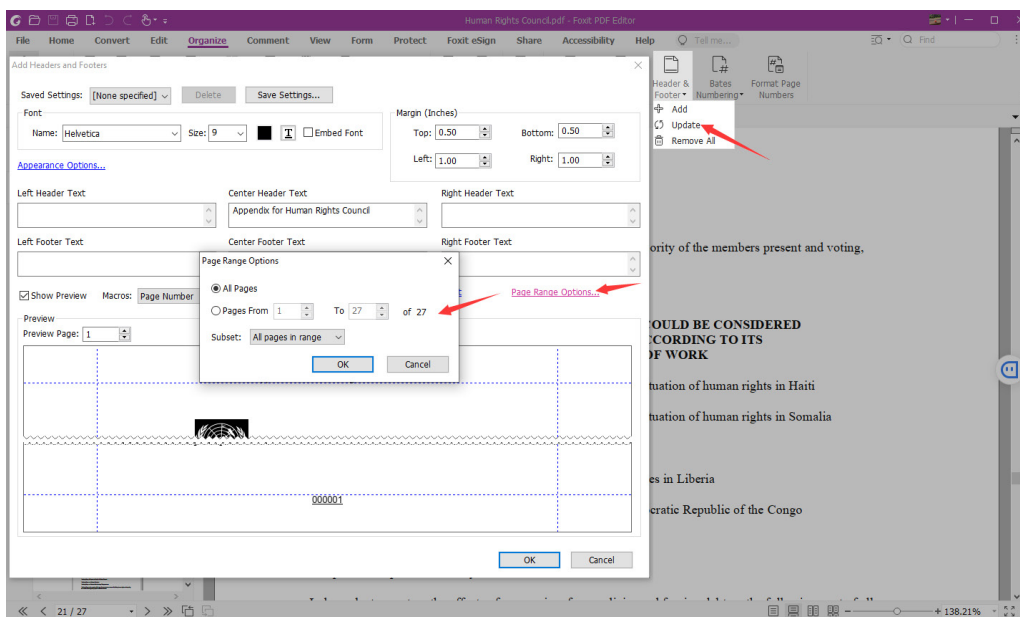 Human Rights Council.pdf - Foxit PDF Editor
File Home Convert Edit Organize Comment View Form Protect Foxit eSign Share Accessibility Help Tell me... Find
Add Headers and Footers
Header & Footer Bates Numbering Format Page Numbers
Add
Update
Remove All
Saved Settings: [None specified] Delete Save Settings...
Font
Name: Helvetica Size: 9 T Embed Font
Margin (Inches)
Top: 0.50 Bottom: 0.50
Left: 1.00 Right: 1.00
Appearance Options...
Left Header Text Center Header Text Right Header Text
Appendix for Human Rights Council
Left Footer Text Center Footer Text Right Footer Text
Page Range Options
All Pages
Pages From 1 To 27 of 27
Subset: All pages in range
OK Cancel
Show Preview Macros: Page Number
Page Range Options...
Preview
Preview Page: 1
000001
OK Cancel
ority of the members present and voting,
OULD BE CONSIDERED
CCORDING TO ITS
OF WORK
tuation of human rights in Haiti
tuation of human rights in Somalia
es in Liberia
ocratic Republic of the Congo
21 / 27 138.21%